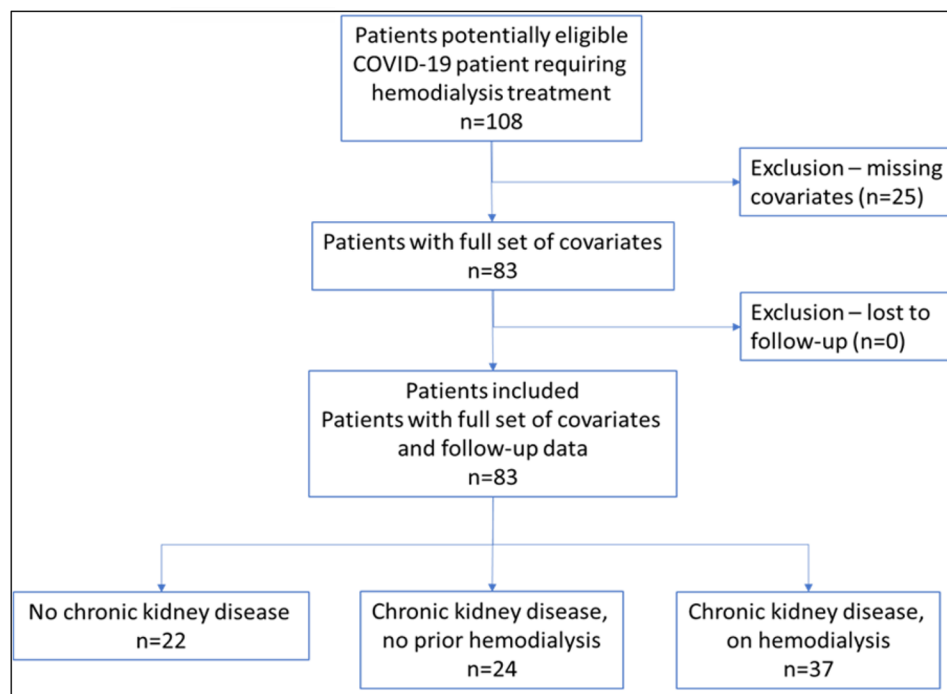 Patients potentially eligible
COVID-19 patient requiring
hemodialysis treatment
n=108
Exclusion – missing
covariates (n=25)
Patients with full set of covariates
n=83
Exclusion – lost to
follow-up (n=0)
Patients included
Patients with full set of covariates
and follow-up data
n=83
No chronic kidney disease
n=22
Chronic kidney disease,
no prior hemodialysis
n=24
Chronic kidney disease,
on hemodialysis
n=37